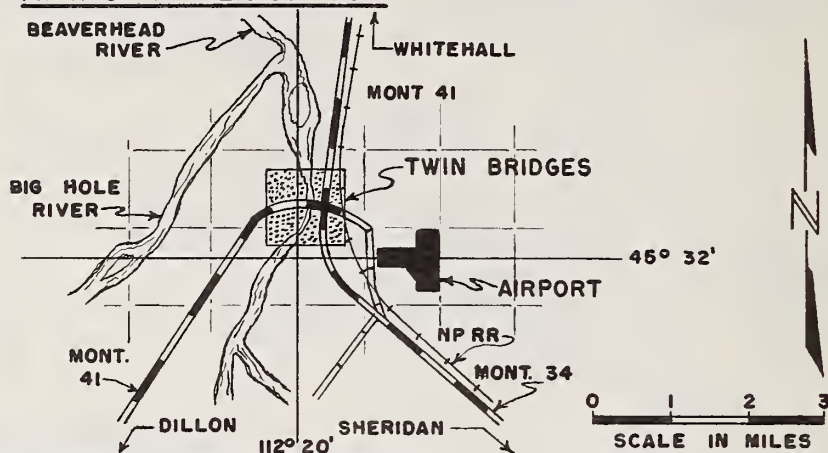 BEAVERHEAD
RIVER
WHITEHALL
MONT 41
TWIN BRIDGES
BIG HOLE
RIVER
N
45° 32'
AIRPORT
NP RR
MONT.
41
MONT. 34
DILLON
112° 20'
SHERIDAN
0 1 2 3
SCALE IN MILES